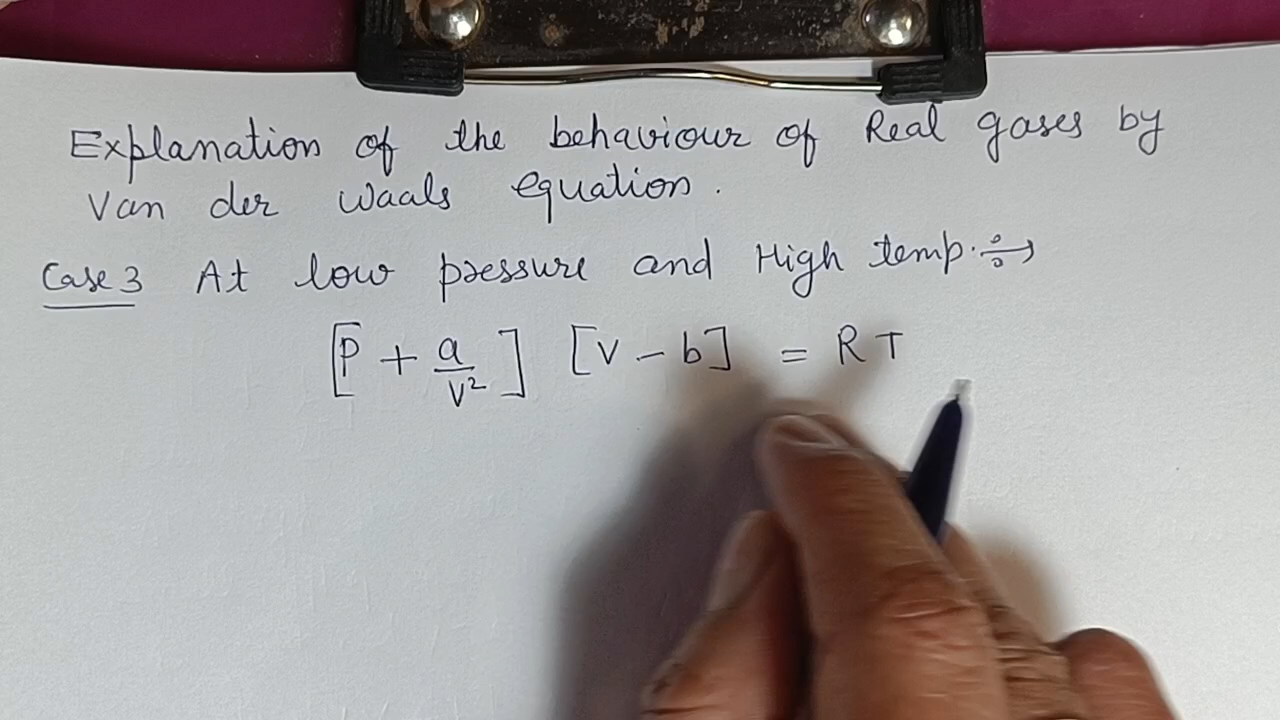 Explanation of the behaviour of Real gases by
Van der Waals equation.
Case 3 At low pressure and High temp. ÷→
[P + a/V²] [V - b] = RT